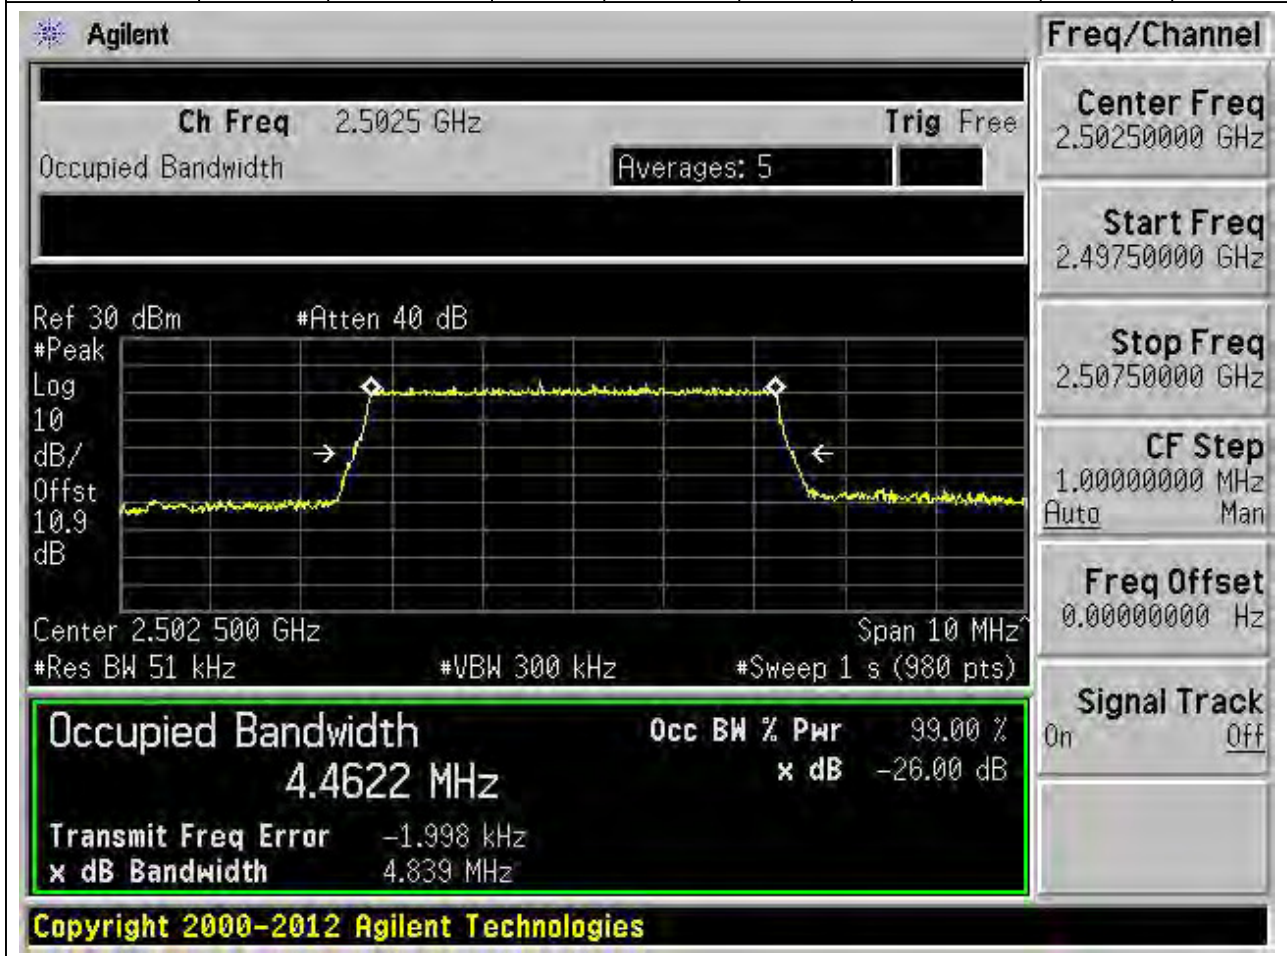 Agilent
Freq/Channel
Ch Freq 2.5025 GHz Trig Free
Occupied Bandwidth Averages: 5
Center Freq
2.50250000 GHz
Start Freq
2.49750000 GHz
Stop Freq
2.50750000 GHz
CF Step
1.00000000 MHz
Auto Man
Freq Offset
0.00000000 Hz
Signal Track
On Off
Ref 30 dBm #Atten 40 dB
#Peak
Log
10
dB/
Offst
10.9
dB
Center 2.502 500 GHz Span 10 MHz^
#Res BW 51 kHz #VBW 300 kHz #Sweep 1 s (980 pts)
Occupied Bandwidth Occ BW % Pwr 99.00 %
4.4622 MHz x dB -26.00 dB
Transmit Freq Error -1.998 kHz
x dB Bandwidth 4.839 MHz
Copyright 2000-2012 Agilent Technologies